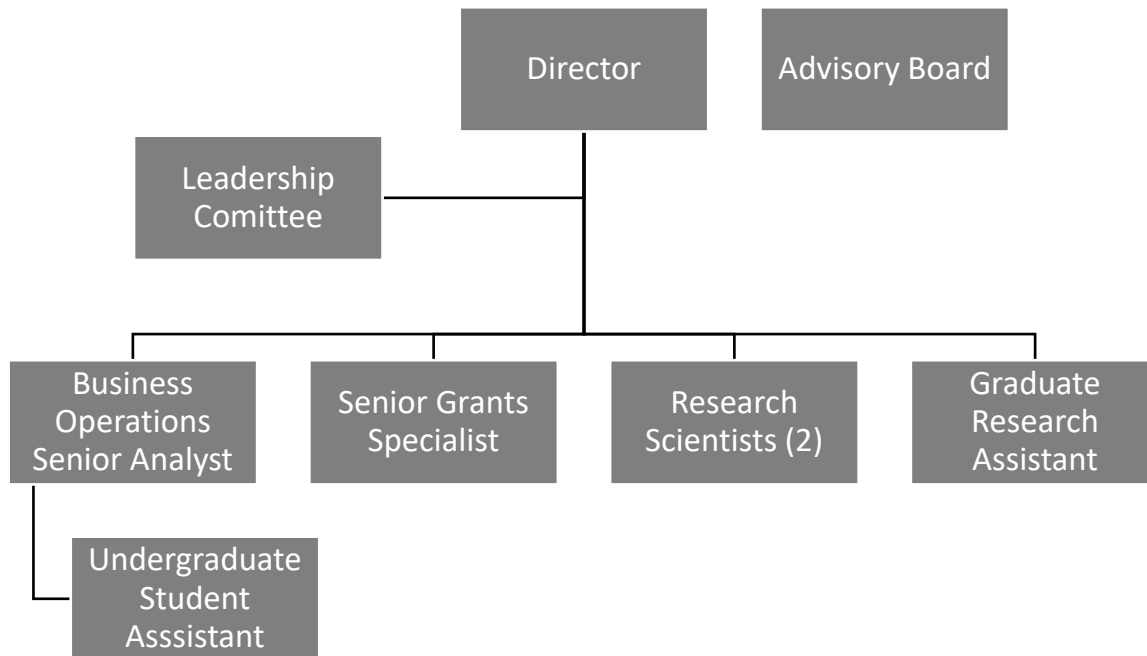 Director
Advisory Board
Leadership
Comittee
Business
Operations
Senior Analyst
Senior Grants
Specialist
Research
Scientists (2)
Graduate
Research
Assistant
Undergraduate
Student
Asssistant